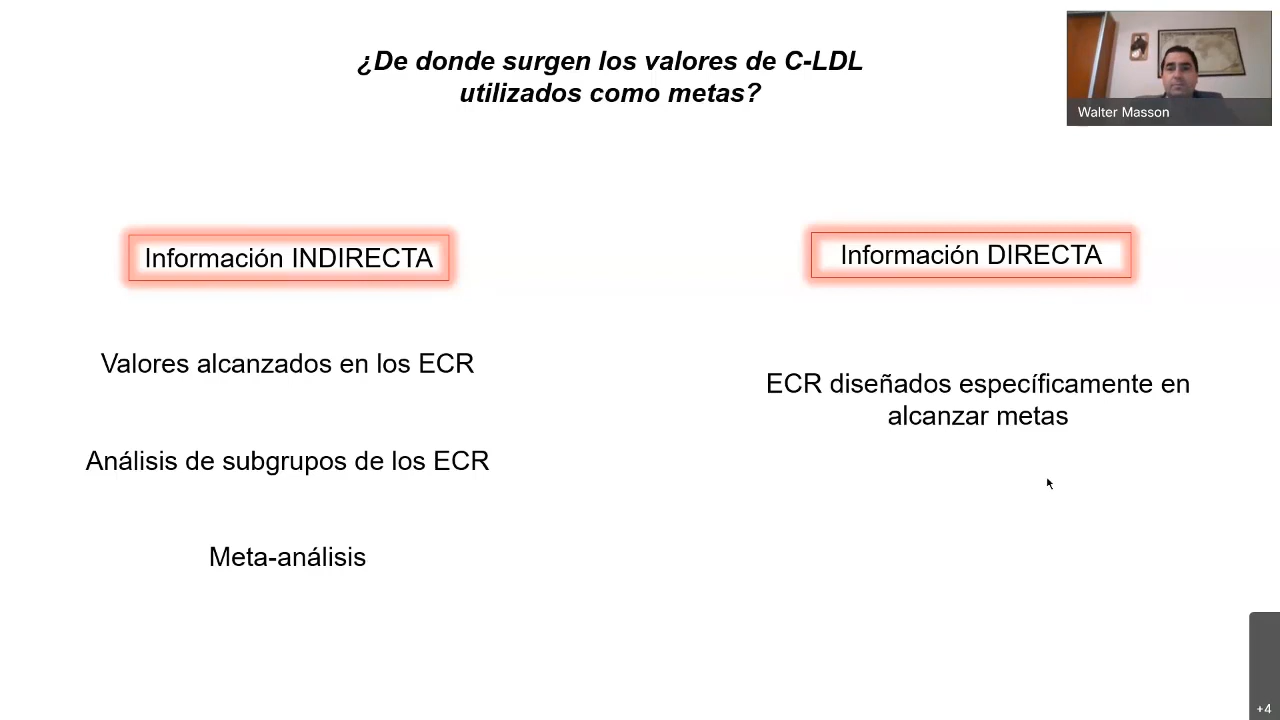 ¿De donde surgen los valores de C-LDL
utilizados como metas?
Walter Masson
Información INDIRECTA
Información DIRECTA
Valores alcanzados en los ECR
ECR diseñados específicamente en
alcanzar metas
Análisis de subgrupos de los ECR
Meta-análisis
+4